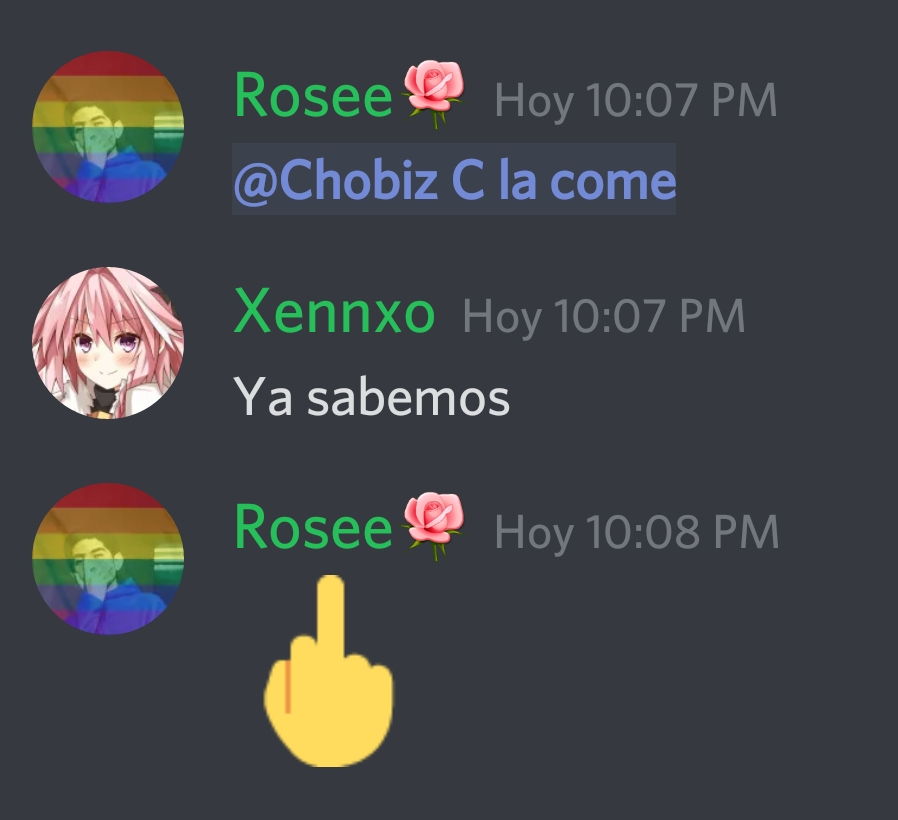 Rosee🌹 Hoy 10:07 PM
@Chobiz C la come
Xennxo Hoy 10:07 PM
Ya sabemos
Rosee🌹 Hoy 10:08 PM
🖕